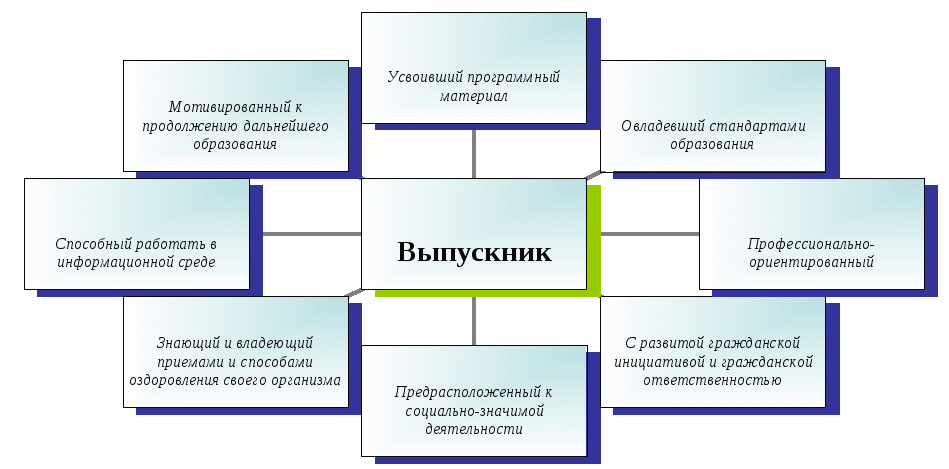 Усвоивший программный
материал
Мотивированный к
продолжению дальнейшего
образования
Овладевший стандартами
образования
Способный работать в
информационной среде
Выпускник
Профессионально-
ориентированный
Знающий и владеющий
приемами и способами
оздоровления своего организма
С развитой гражданской
инициативой и гражданской
ответственностью
Предрасположенный к
социально-значимой
деятельности